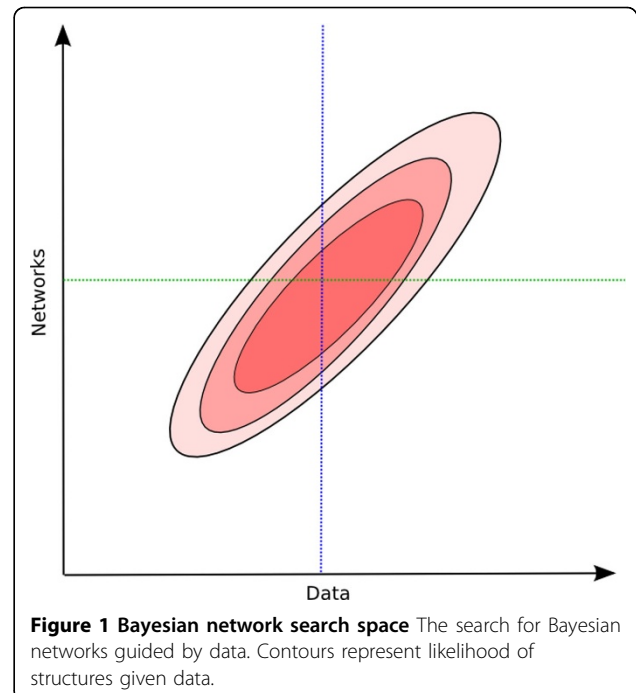 Networks
Data
Figure 1 Bayesian network search space The search for Bayesian
networks guided by data. Contours represent likelihood of
structures given data.